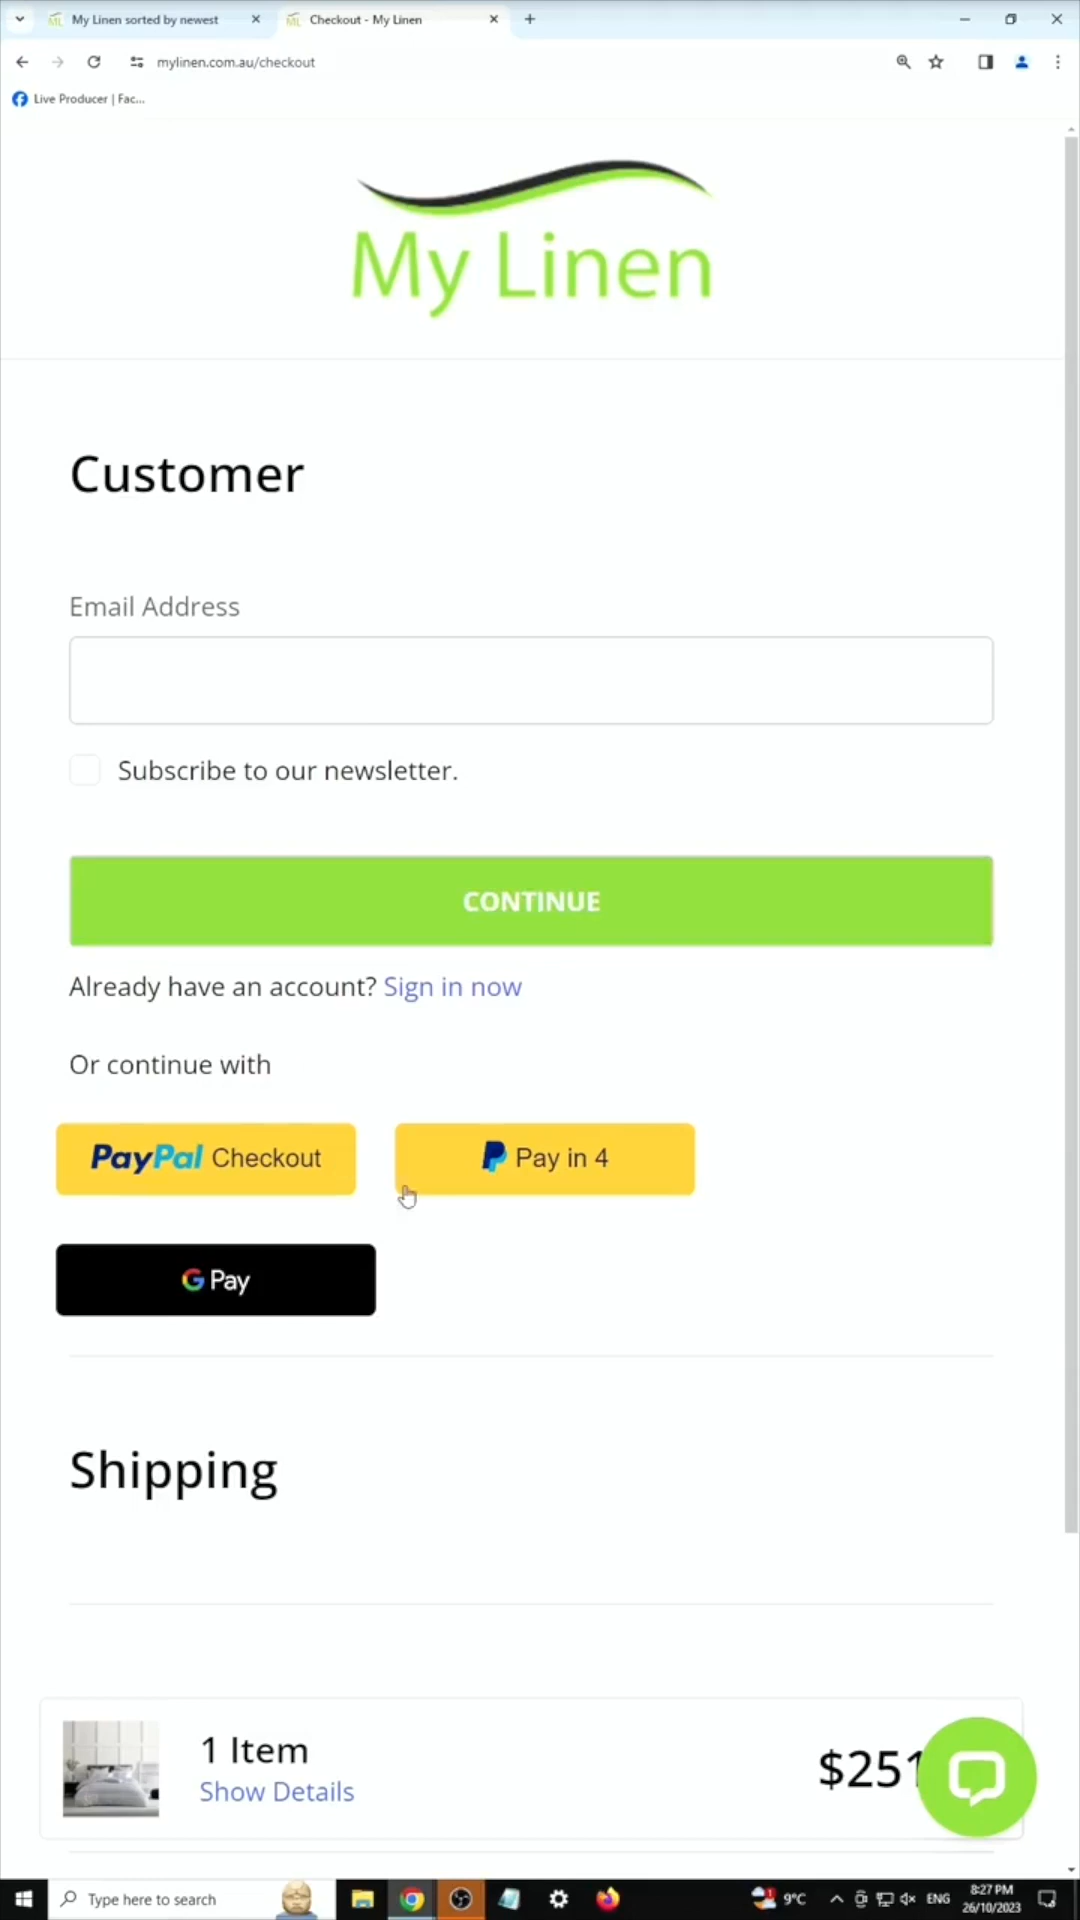 My Linen sorted by newest
Checkout - My Linen
mylinen.com.au/checkout
Live Producer | Fac...
My Linen
Customer
Email Address
Subscribe to our newsletter.
CONTINUE
Already have an account? Sign in now
Or continue with
PayPal Checkout
Pay in 4
G Pay
Shipping
1 Item
Show Details
$251
Type here to search
9°C
ENG
8:27 PM
26/10/2023